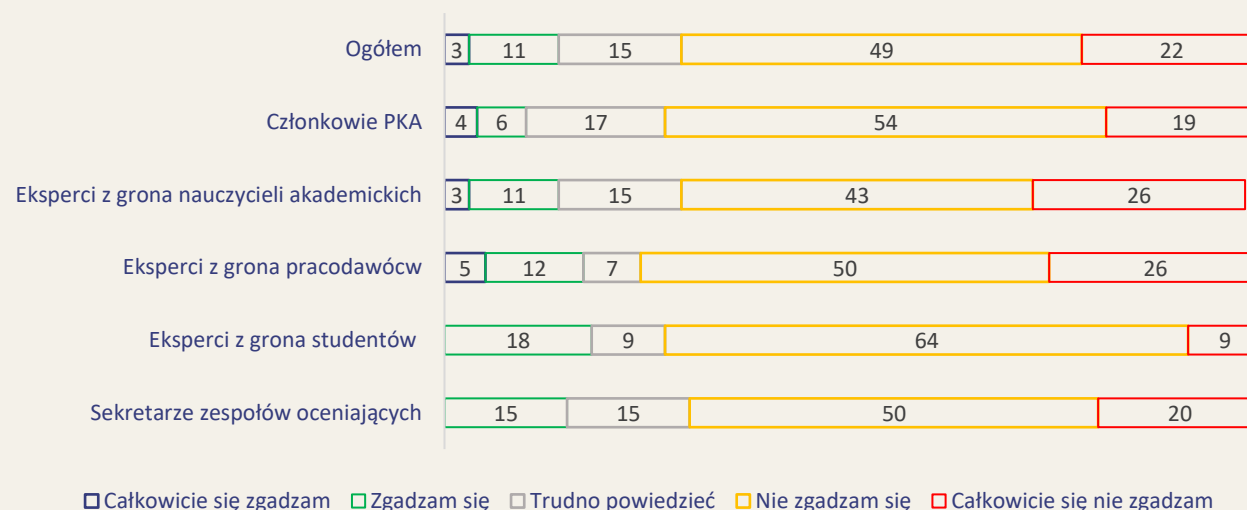 Ogółem 3 11 15 49 22
Członkowie PKA 4 6 17 54 19
Eksperci z grona nauczycieli akademickich 3 11 15 43 26
Eksperci z grona pracodawócw 5 12 7 50 26
Eksperci z grona studentów 18 9 64 9
Sekretarze zespołów oceniających 15 15 50 20
Całkowicie się zgadzam Zgadzam się Trudno powiedzieć Nie zgadzam się Całkowicie się nie zgadzam